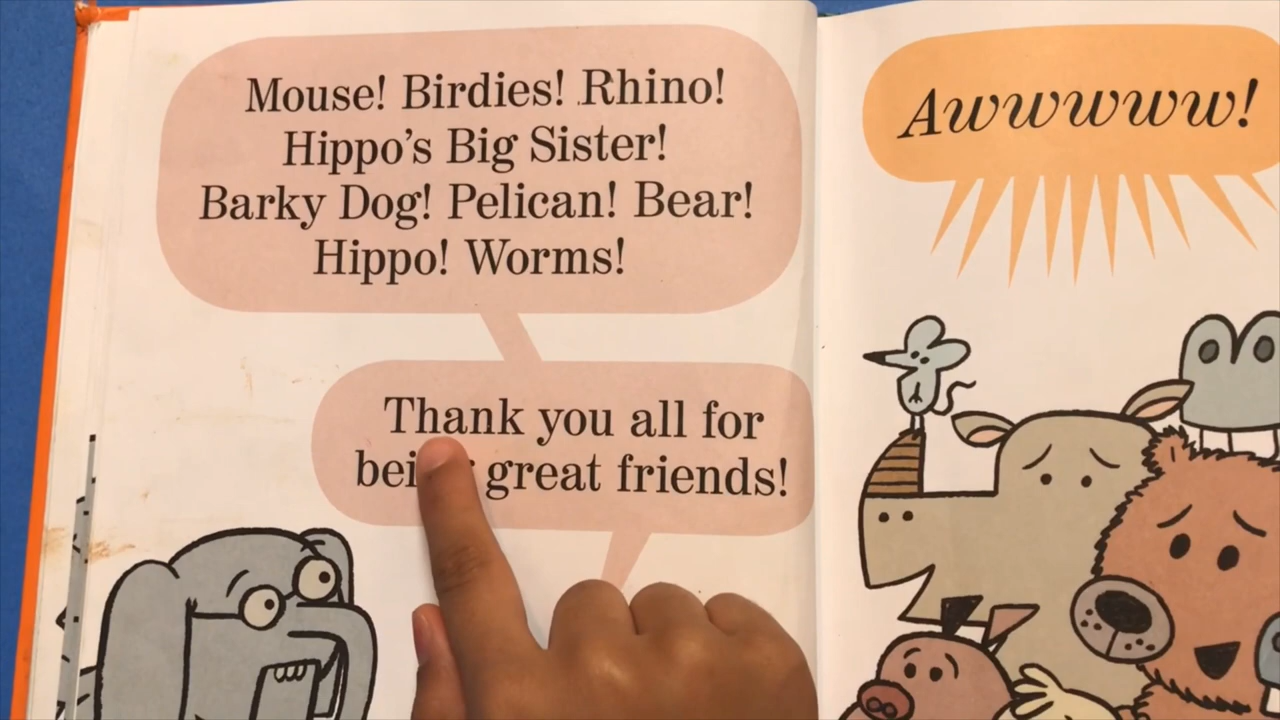 Mouse! Birdies! Rhino!
Hippo's Big Sister!
Barky Dog! Pelican! Bear!
Hippo! Worms!
Thank you all for
great friends!
Awwwww!